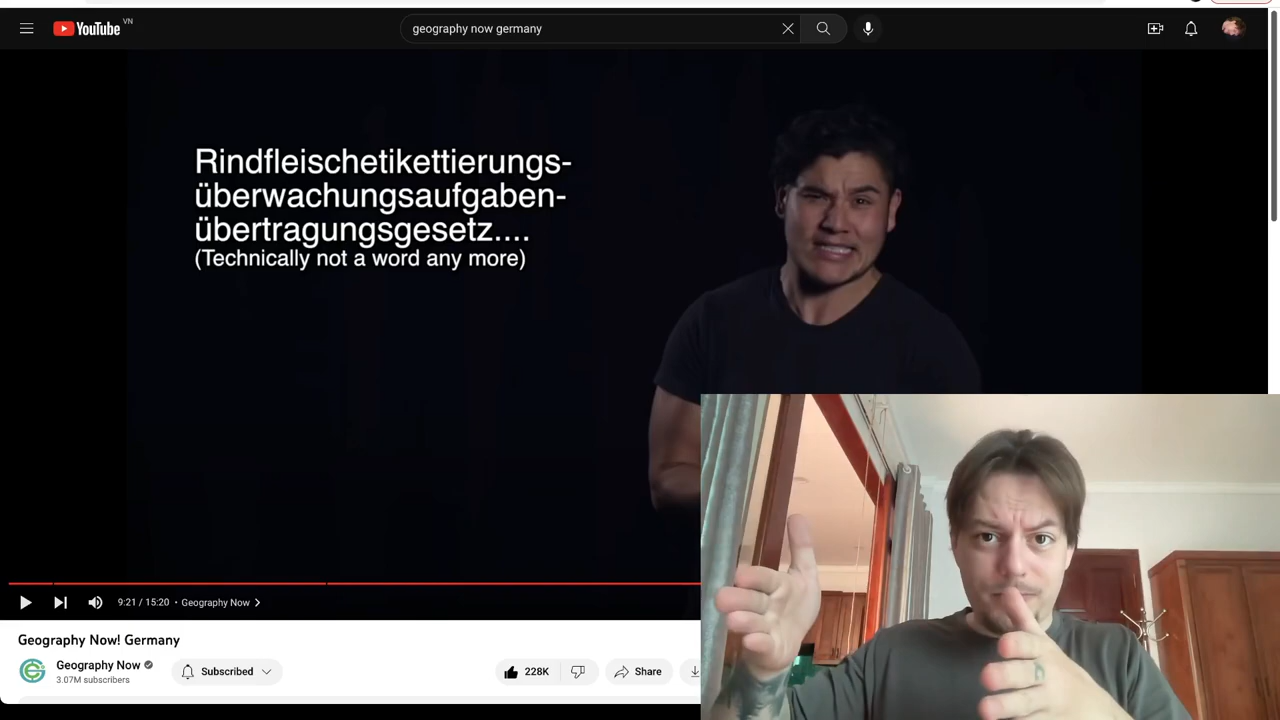 YouTube VN
geography now germany
Rindfleischetikettierungs-
überwachungsaufgaben-
übertragungsgesetz....
(Technically not a word any more)
9:21 / 15:20 • Geography Now
Geography Now! Germany
Geography Now
3.07M subscribers
Subscribed
228K
Share